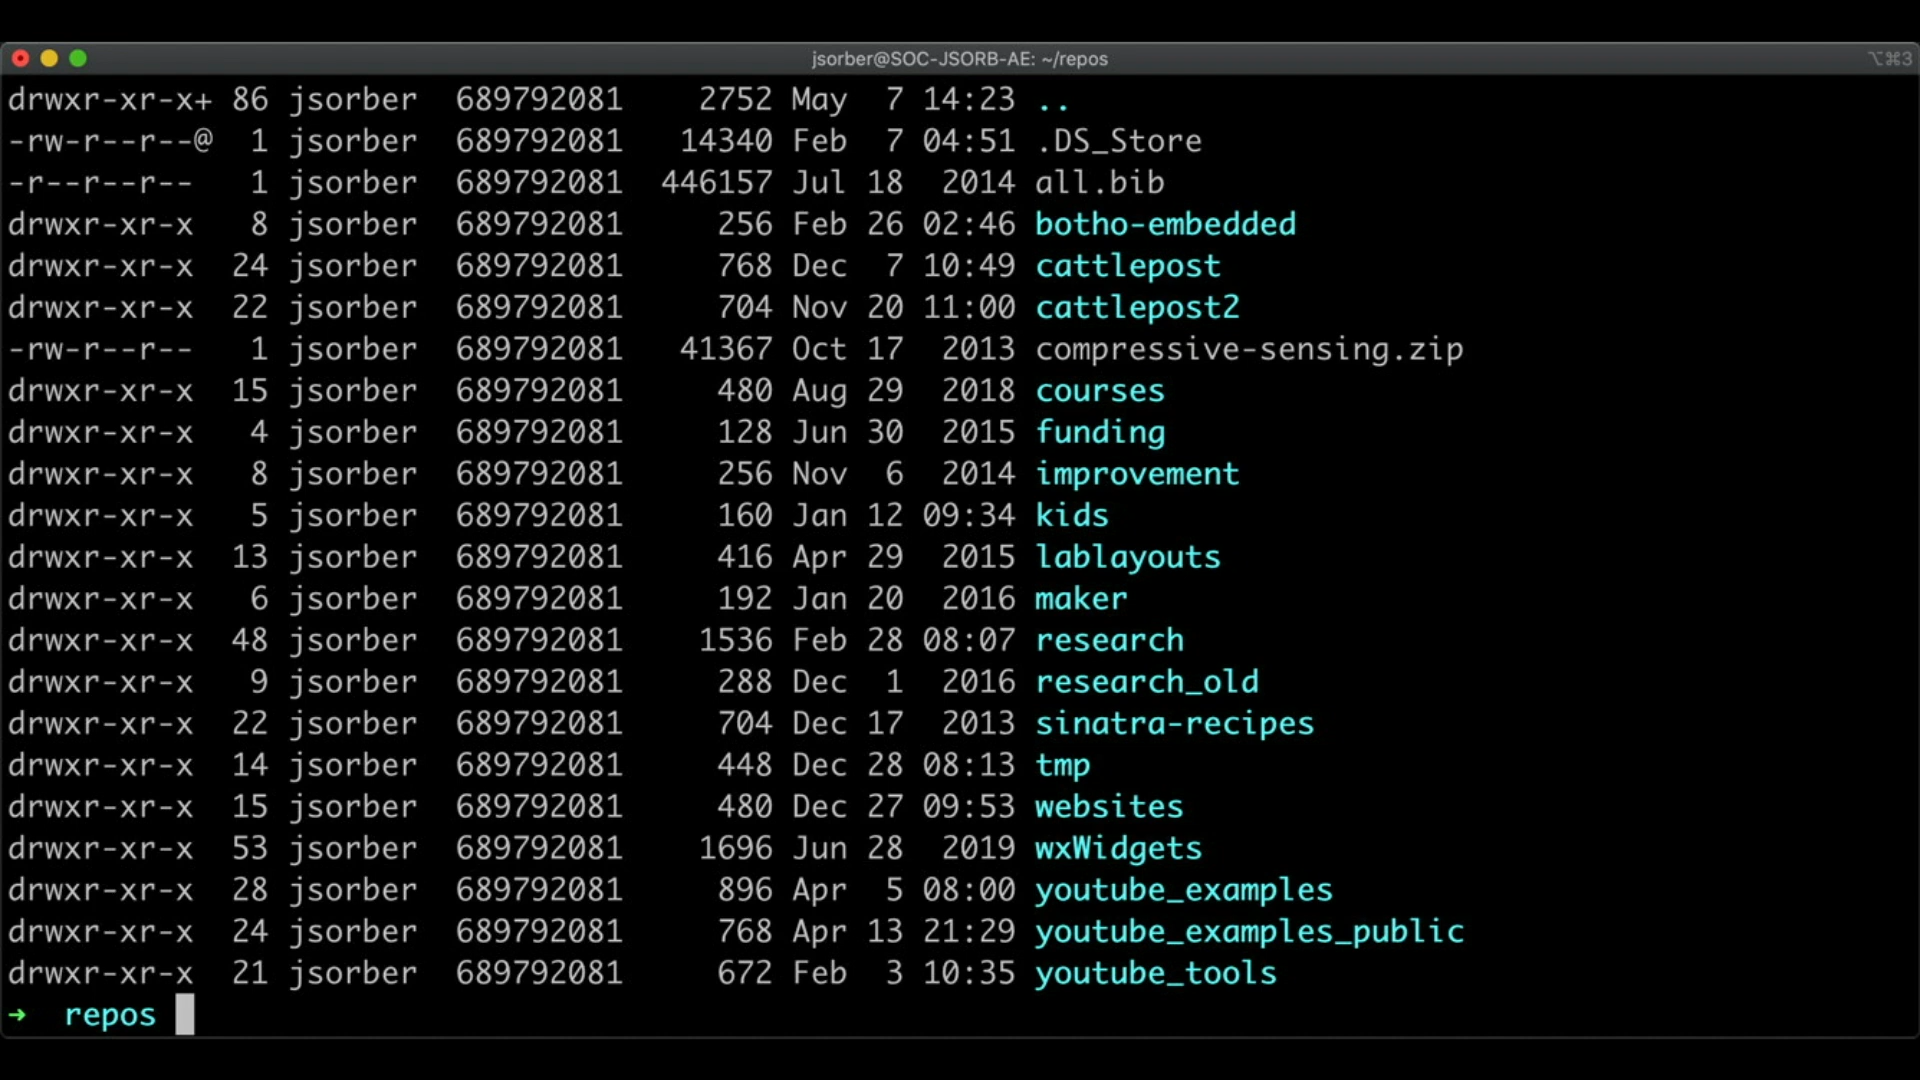 jsorber@SOC-JSORB-AE: ~/repos ⌥⌘3
drwxr-xr-x+ 86 jsorber  689792081    2752 May  7 14:23 ..
-rw-r--r--@  1 jsorber  689792081   14340 Feb  7 04:51 .DS_Store
-r--r--r--   1 jsorber  689792081  446157 Jul 18  2014 all.bib
drwxr-xr-x   8 jsorber  689792081     256 Feb 26 02:46 botho-embedded
drwxr-xr-x  24 jsorber  689792081     768 Dec  7 10:49 cattlepost
drwxr-xr-x  22 jsorber  689792081     704 Nov 20 11:00 cattlepost2
-rw-r--r--   1 jsorber  689792081   41367 Oct 17  2013 compressive-sensing.zip
drwxr-xr-x  15 jsorber  689792081     480 Aug 29  2018 courses
drwxr-xr-x   4 jsorber  689792081     128 Jun 30  2015 funding
drwxr-xr-x   8 jsorber  689792081     256 Nov  6  2014 improvement
drwxr-xr-x   5 jsorber  689792081     160 Jan 12 09:34 kids
drwxr-xr-x  13 jsorber  689792081     416 Apr 29  2015 lablayouts
drwxr-xr-x   6 jsorber  689792081     192 Jan 20  2016 maker
drwxr-xr-x  48 jsorber  689792081    1536 Feb 28 08:07 research
drwxr-xr-x   9 jsorber  689792081     288 Dec  1  2016 research_old
drwxr-xr-x  22 jsorber  689792081     704 Dec 17  2013 sinatra-recipes
drwxr-xr-x  14 jsorber  689792081     448 Dec 28 08:13 tmp
drwxr-xr-x  15 jsorber  689792081     480 Dec 27 09:53 websites
drwxr-xr-x  53 jsorber  689792081    1696 Jun 28  2019 wxWidgets
drwxr-xr-x  28 jsorber  689792081     896 Apr  5 08:00 youtube_examples
drwxr-xr-x  24 jsorber  689792081     768 Apr 13 21:29 youtube_examples_public
drwxr-xr-x  21 jsorber  689792081     672 Feb  3 10:35 youtube_tools
➜  repos